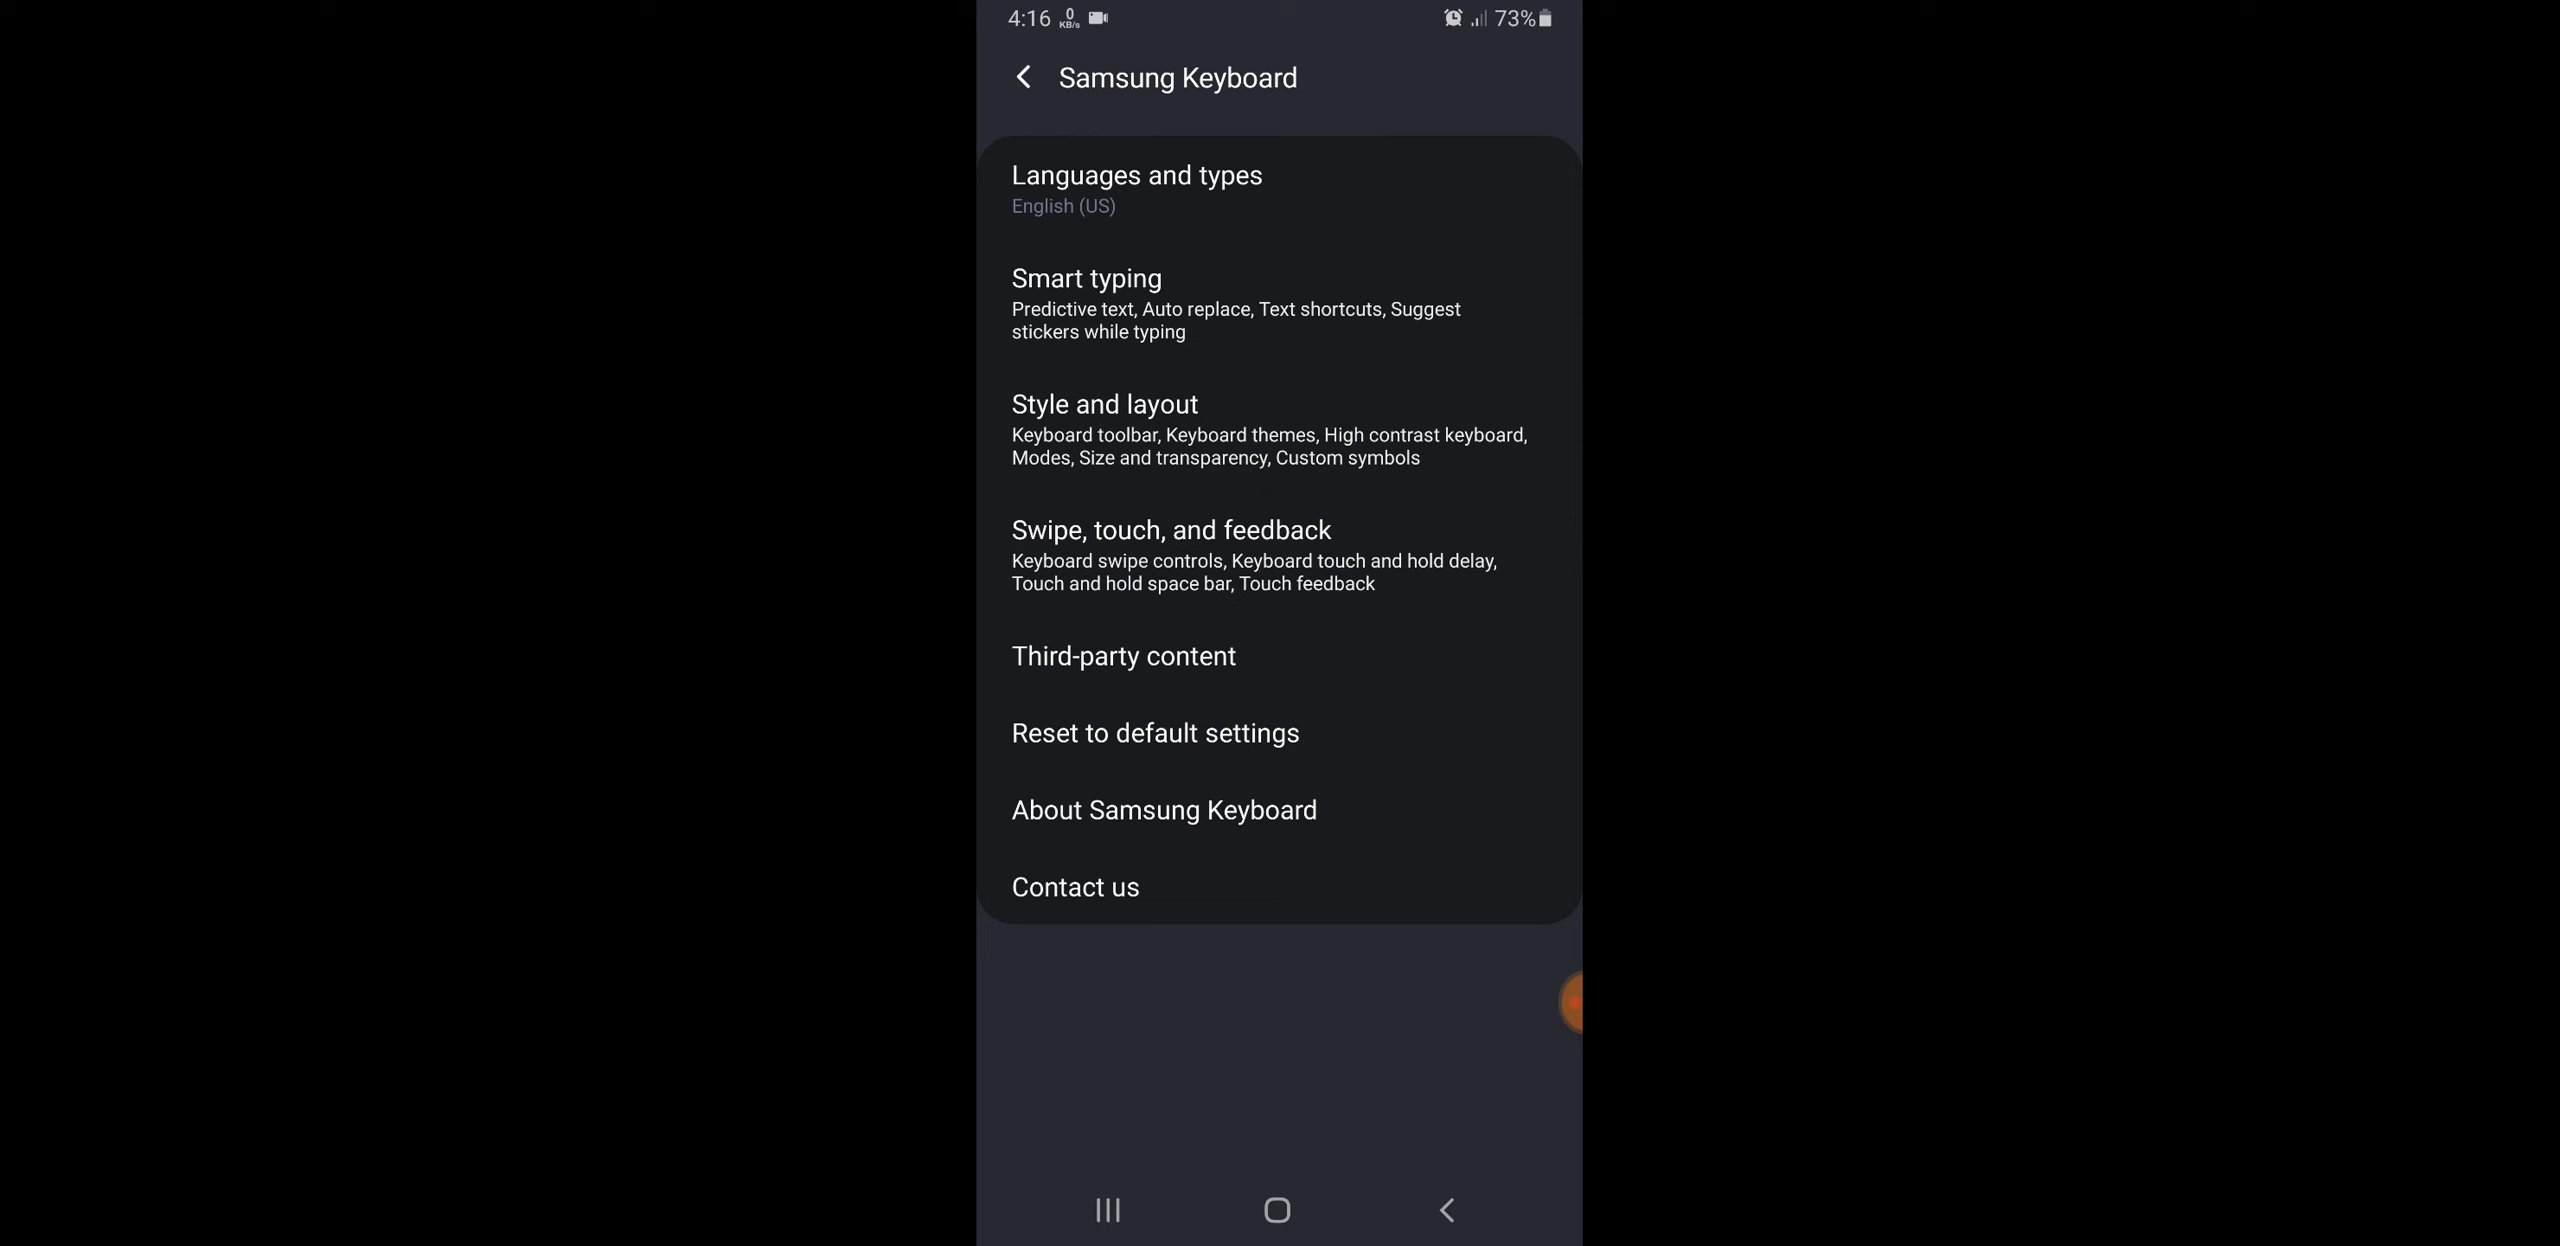 4:16 0 KB/s 73%
Samsung Keyboard
Languages and types
English (US)
Smart typing
Predictive text, Auto replace, Text shortcuts, Suggest
stickers while typing
Style and layout
Keyboard toolbar, Keyboard themes, High contrast keyboard,
Modes, Size and transparency, Custom symbols
Swipe, touch, and feedback
Keyboard swipe controls, Keyboard touch and hold delay,
Touch and hold space bar, Touch feedback
Third-party content
Reset to default settings
About Samsung Keyboard
Contact us